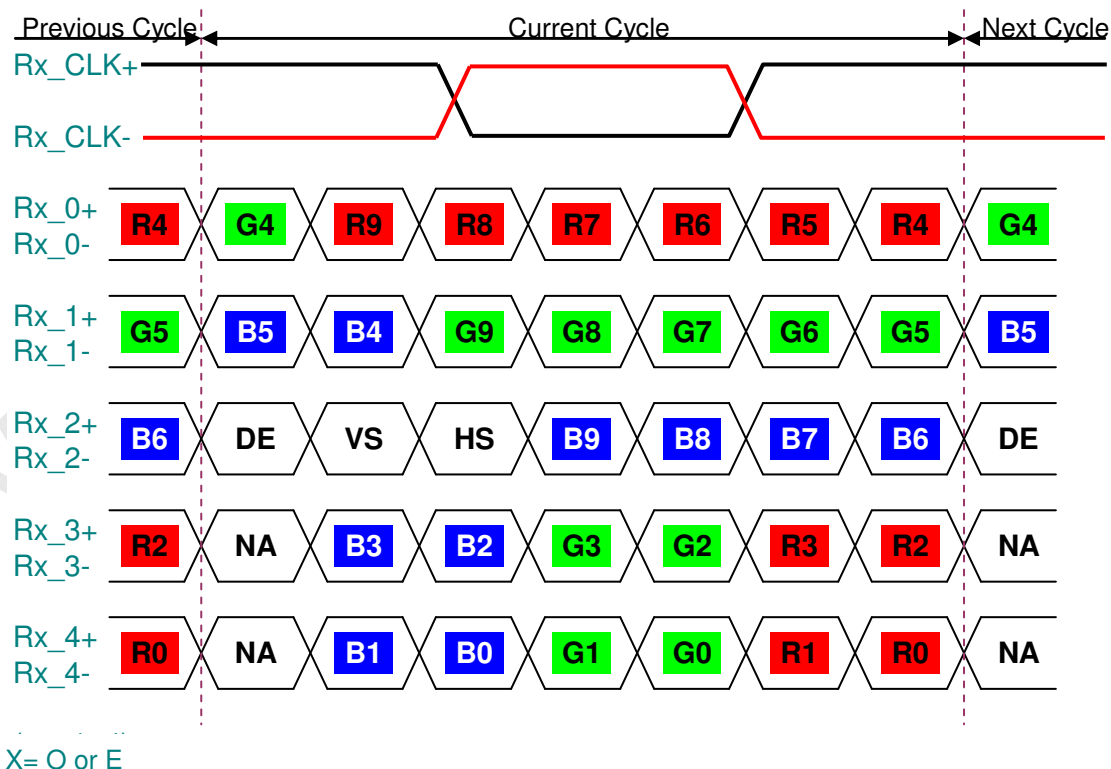 Previous Cycle Current Cycle Next Cycle
Rx_CLK+
Rx_CLK-
Rx_0+
Rx_0-
R4 G4 R9 R8 R7 R6 R5 R4 G4
Rx_1+
Rx_1-
G5 B5 B4 G9 G8 G7 G6 G5 B5
Rx_2+
Rx_2-
B6 DE VS HS B9 B8 B7 B6 DE
Rx_3+
Rx_3-
R2 NA B3 B2 G3 G2 R3 R2 NA
Rx_4+
Rx_4-
R0 NA B1 B0 G1 G0 R1 R0 NA
X= O or E